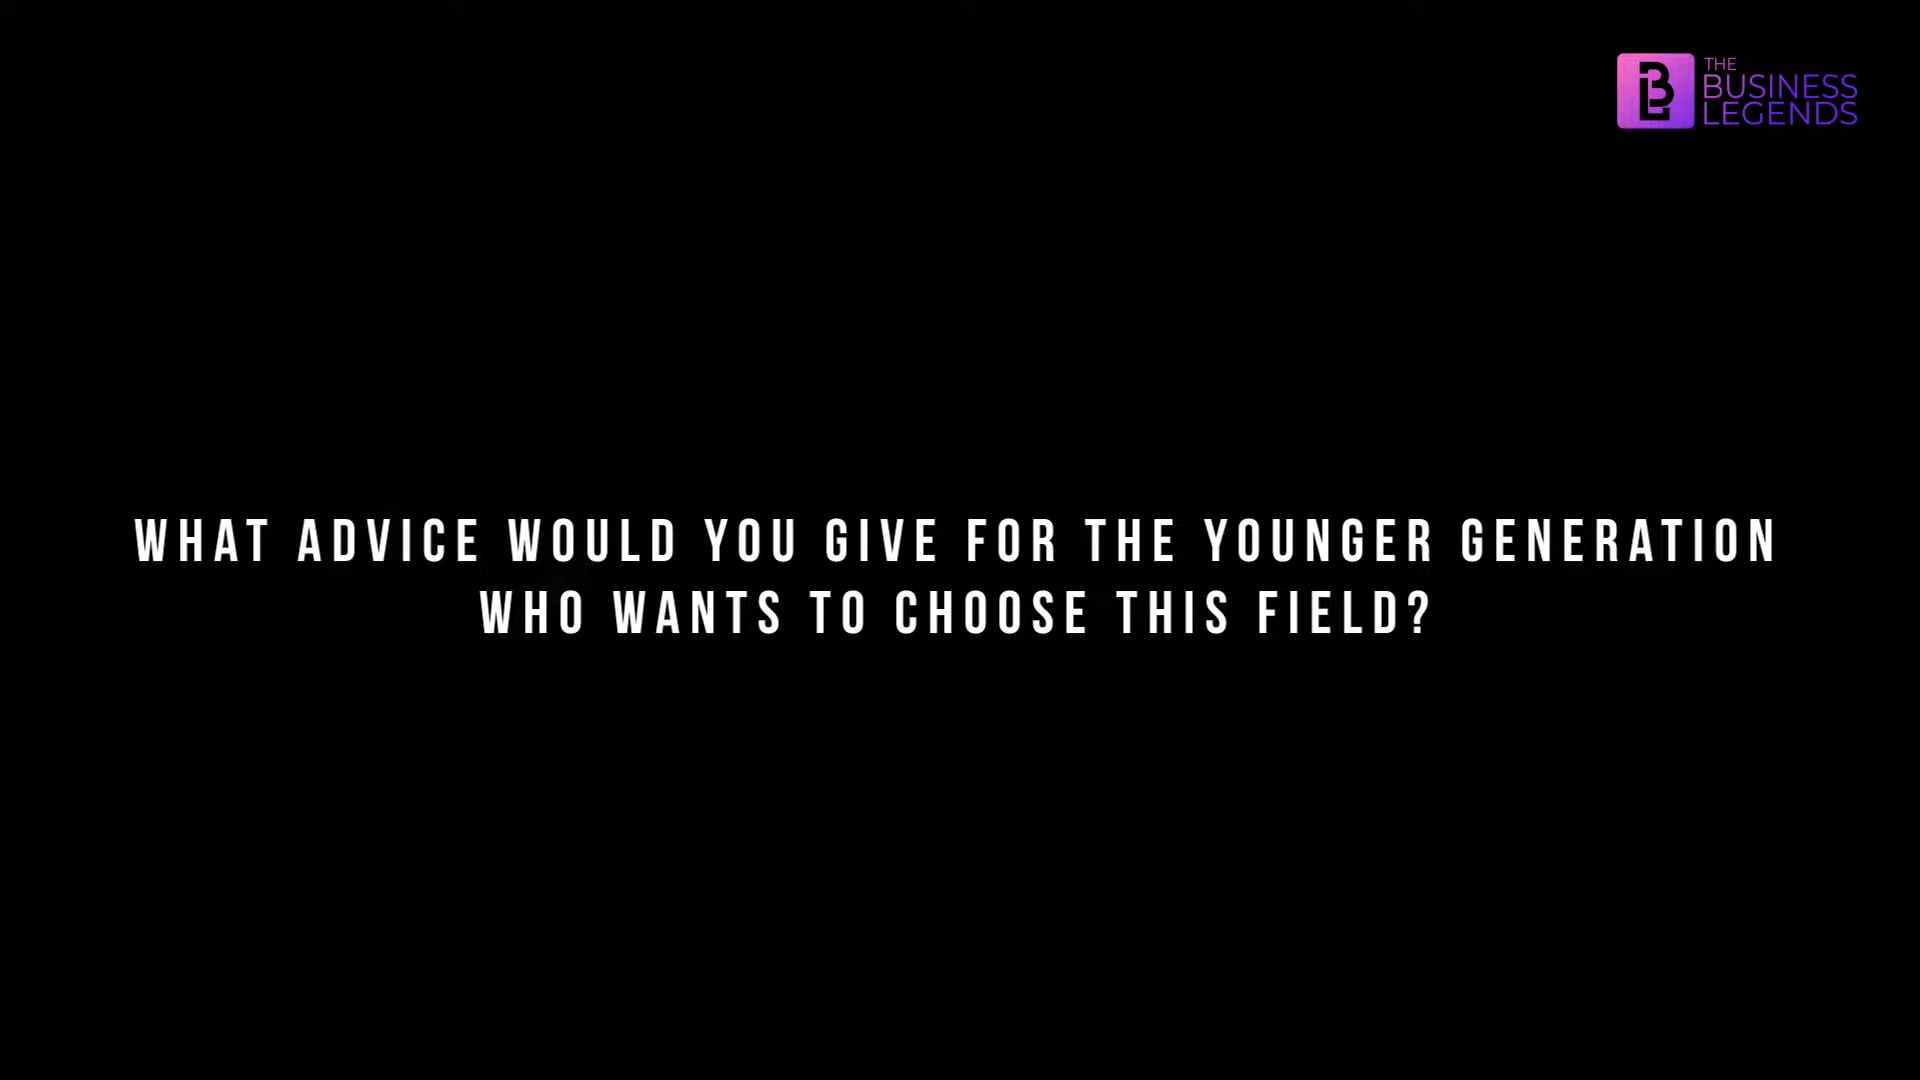 THE
BUSINESS
LEGENDS
WHAT ADVICE WOULD YOU GIVE FOR THE YOUNGER GENERATION
WHO WANTS TO CHOOSE THIS FIELD?